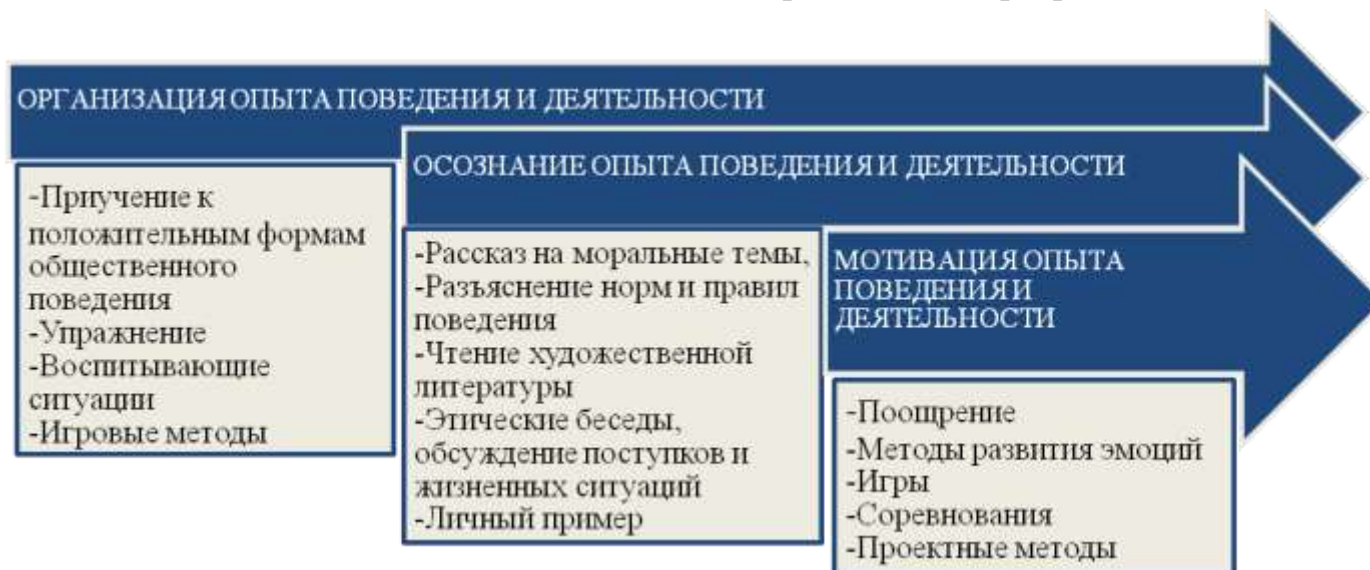 ОРГАНИЗАЦИЯ ОПЫТА ПОВЕДЕНИЯ И ДЕЯТЕЛЬНОСТИ
-Приучение к
положительным формам
общественного
поведения
-Упражнение
-Воспитывающие
ситуации
-Игровые методы
ОСОЗНАНИЕ ОПЫТА ПОВЕДЕНИЯ И ДЕЯТЕЛЬНОСТИ
-Рассказ на моральные темы,
-Разъяснение норм и правил
поведения
-Чтение художественной
литературы
-Этические беседы,
обсуждение поступков и
жизненных ситуаций
-Личный пример
МОТИВАЦИЯ ОПЫТА
ПОВЕДЕНИЯ И
ДЕЯТЕЛЬНОСТИ
-Поощрение
-Методы развития эмоций
-Игры
-Соревнования
-Проектные методы